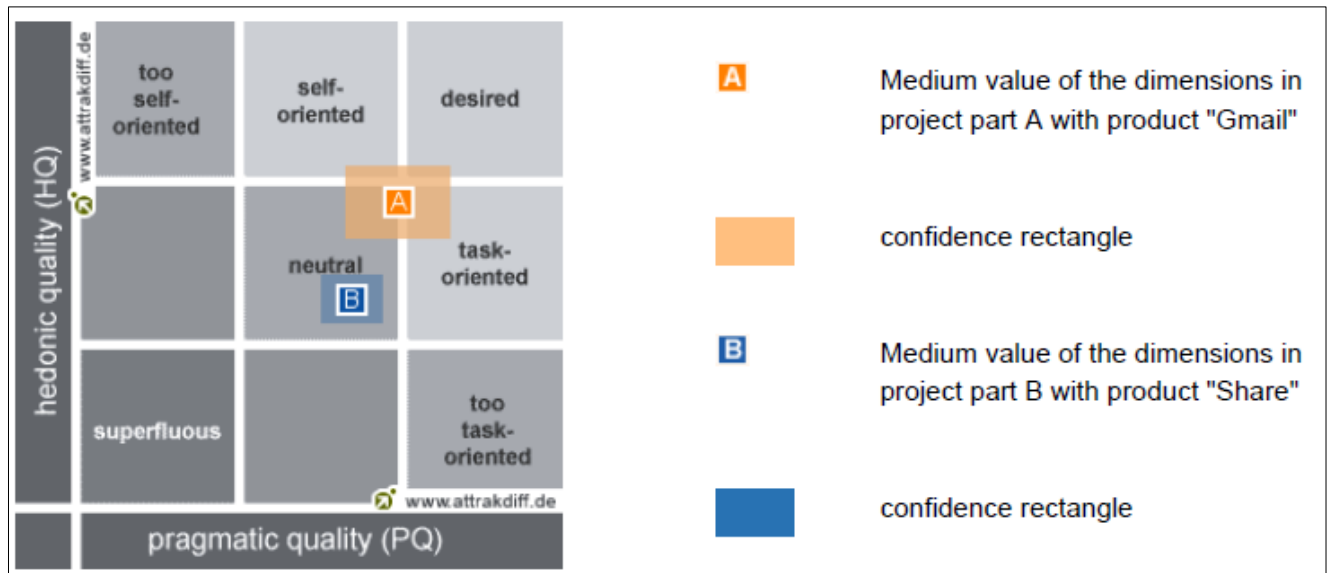 www.attrakdiff.de
hedonic quality (HQ)
too
self-
oriented
self-
oriented
desired
A
neutral
task-
oriented
B
superfluous
too
task-
oriented
www.attrakdiff.de
pragmatic quality (PQ)
A
Medium value of the dimensions in
project part A with product "Gmail"
confidence rectangle
B
Medium value of the dimensions in
project part B with product "Share"
confidence rectangle